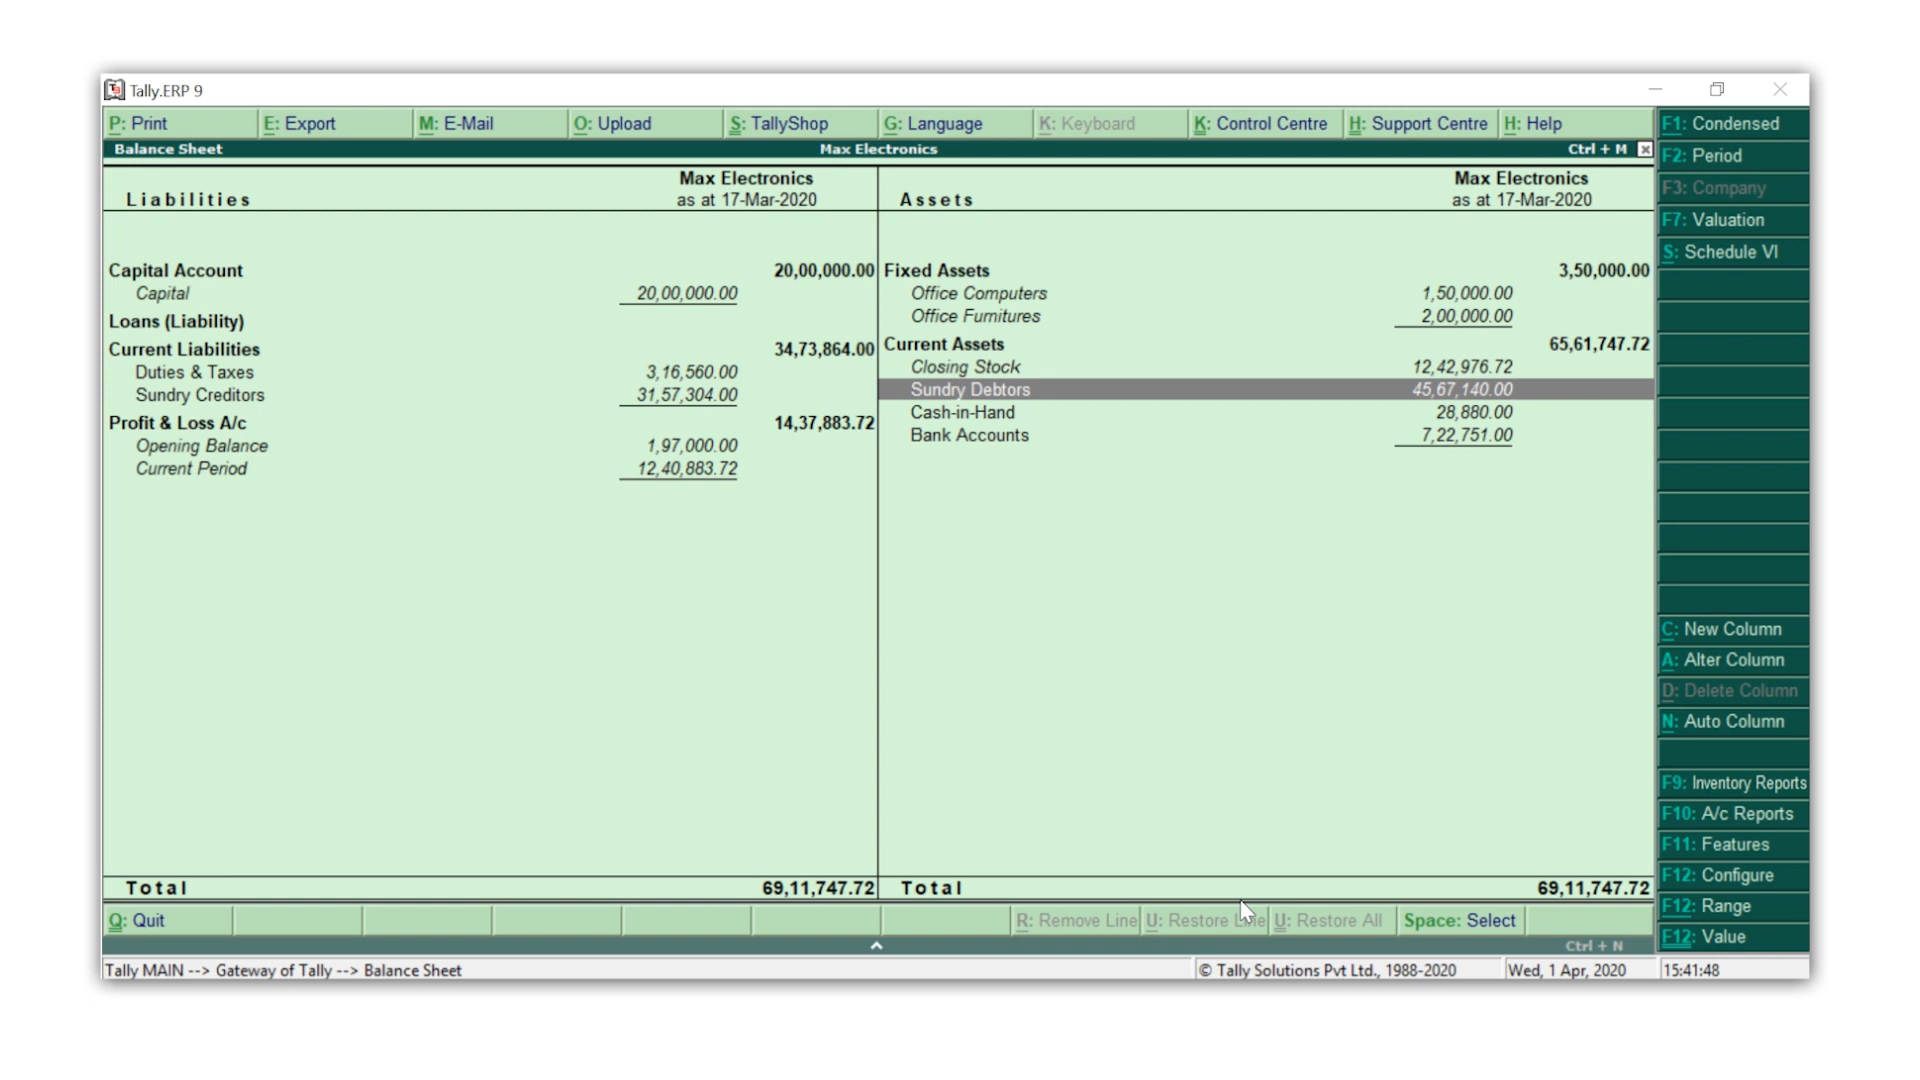 Tally.ERP 9
P: Print E: Export M: E-Mail O: Upload S: TallyShop G: Language K: Keyboard K: Control Centre H: Support Centre H: Help
Balance Sheet Max Electronics Ctrl + M
Liabilities Max Electronics as at 17-Mar-2020 Assets Max Electronics as at 17-Mar-2020
Capital Account 20,00,000.00
Capital 20,00,000.00
Loans (Liability)
Current Liabilities 34,73,864.00
Duties & Taxes 3,16,560.00
Sundry Creditors 31,57,304.00
Profit & Loss A/c 14,37,883.72
Opening Balance 1,97,000.00
Current Period 12,40,883.72
Fixed Assets 3,50,000.00
Office Computers 1,50,000.00
Office Furnitures 2,00,000.00
Current Assets 65,61,747.72
Closing Stock 12,42,976.72
Sundry Debtors 45,67,140.00
Cash-in-Hand 28,880.00
Bank Accounts 7,22,751.00
Total 69,11,747.72 Total 69,11,747.72
F1: Condensed
F2: Period
F3: Company
F7: Valuation
S: Schedule VI
C: New Column
A: Alter Column
D: Delete Column
N: Auto Column
F9: Inventory Reports
F10: A/c Reports
F11: Features
F12: Configure
F12: Range
F12: Value
Q: Quit R: Remove Line U: Restore Line U: Restore All Space: Select
Ctrl + N
Tally MAIN --> Gateway of Tally --> Balance Sheet © Tally Solutions Pvt Ltd., 1988-2020 Wed, 1 Apr, 2020 15:41:48